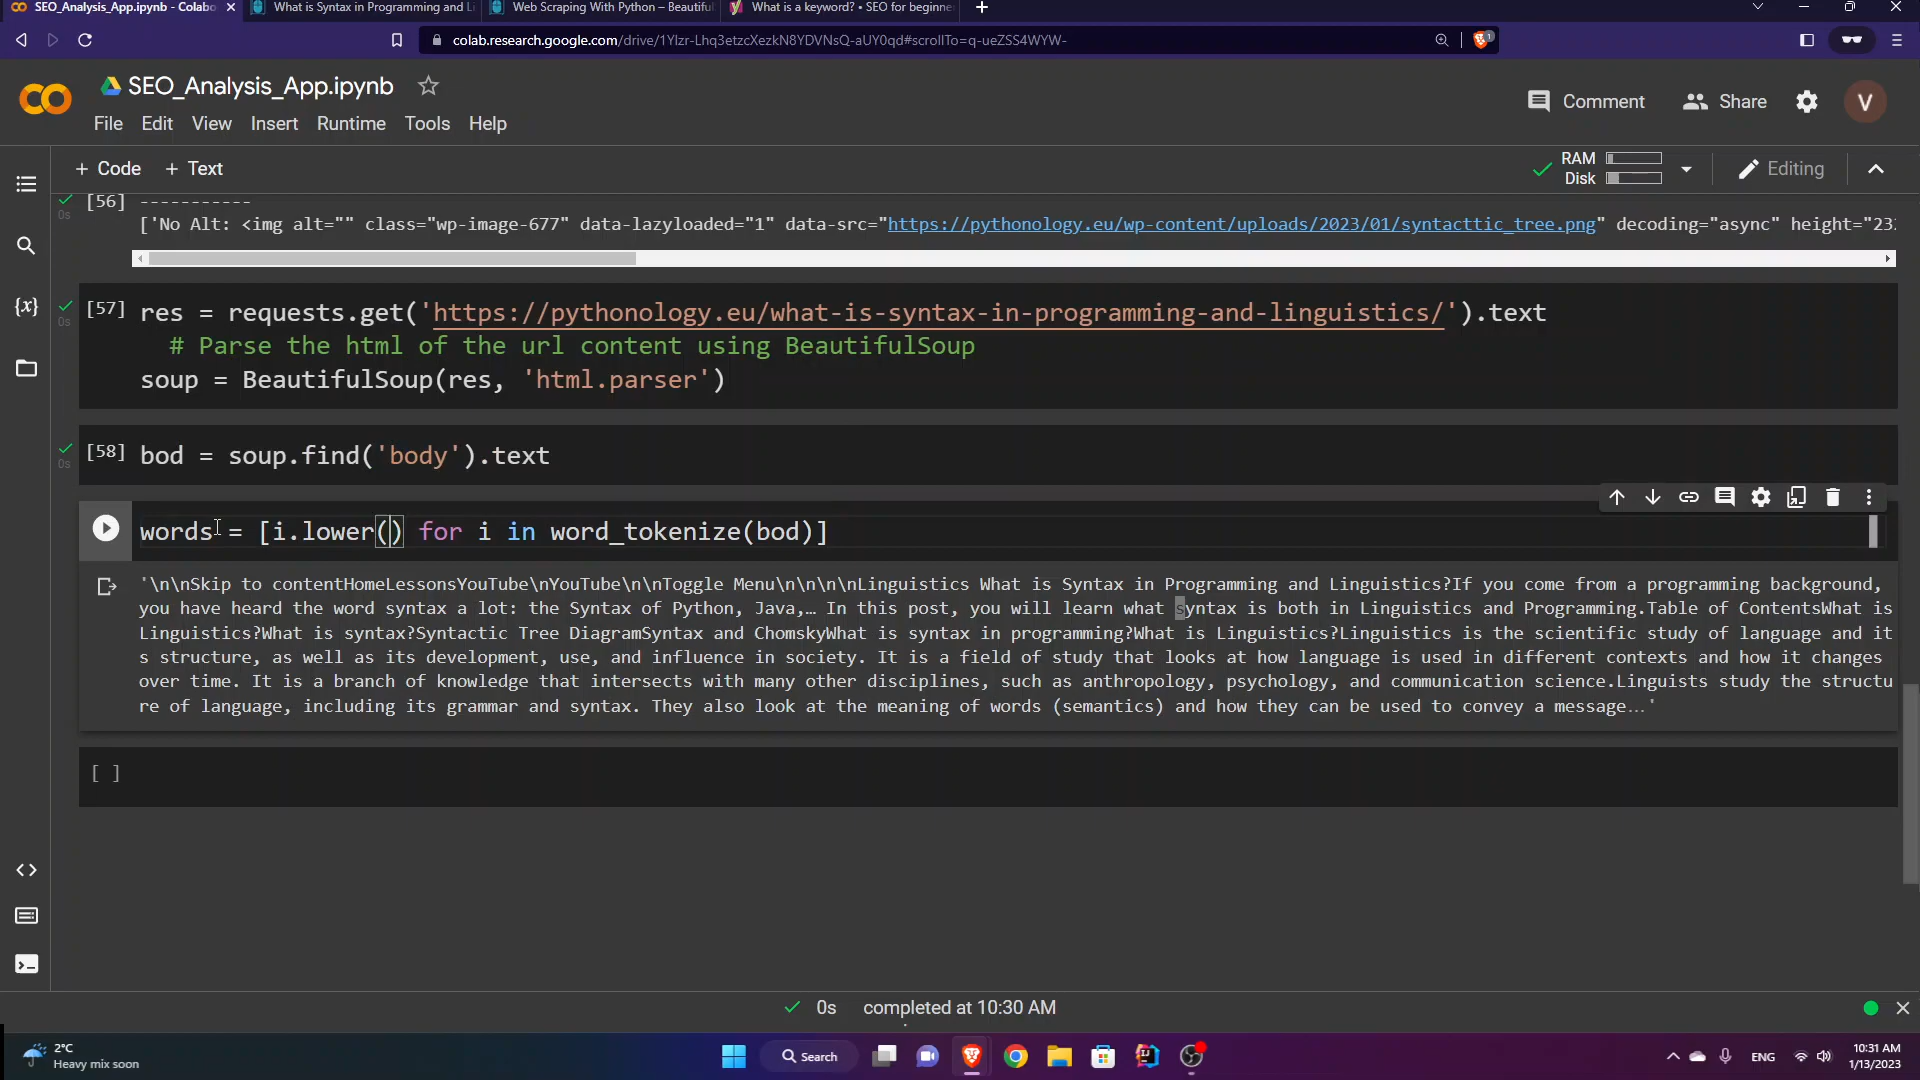 SEO_Analysis_App.ipynb - Colabo
What is Syntax in Programming and Li
Web Scraping With Python – Beautiful
What is a keyword? • SEO for beginne
colab.research.google.com/drive/1Ylzr-Lhq3etzcXezkN8YDVNsQ-aUY0qd#scrollTo=q-ueZSS4WYW-
SEO_Analysis_App.ipynb
Comment
Share
V
File Edit View Insert Runtime Tools Help
+ Code + Text
RAM
Disk
Editing
[56] -----------
0s
['No Alt: <img alt="" class="wp-image-677" data-lazyloaded="1" data-src="https://pythonology.eu/wp-content/uploads/2023/01/syntacttic_tree.png" decoding="async" height="23
[57] res = requests.get('https://pythonology.eu/what-is-syntax-in-programming-and-linguistics/').text
0s
# Parse the html of the url content using BeautifulSoup
soup = BeautifulSoup(res, 'html.parser')
[58] bod = soup.find('body').text
0s
words = [i.lower() for i in word_tokenize(bod)]
'\n\nSkip to contentHomeLessonsYouTube\nYouTube\n\nToggle Menu\n\n\n\nLinguistics What is Syntax in Programming and Linguistics?If you come from a programming background,
you have heard the word syntax a lot: the Syntax of Python, Java,… In this post, you will learn what syntax is both in Linguistics and Programming.Table of ContentsWhat is
Linguistics?What is syntax?Syntactic Tree DiagramSyntax and ChomskyWhat is syntax in programming?What is Linguistics?Linguistics is the scientific study of language and it
s structure, as well as its development, use, and influence in society. It is a field of study that looks at how language is used in different contexts and how it changes
over time. It is a branch of knowledge that intersects with many other disciplines, such as anthropology, psychology, and communication science.Linguists study the structu
re of language, including its grammar and syntax. They also look at the meaning of words (semantics) and how they can be used to convey a message…'
[ ]
0s completed at 10:30 AM
2°C
Heavy mix soon
Search
ENG
10:31 AM
1/13/2023